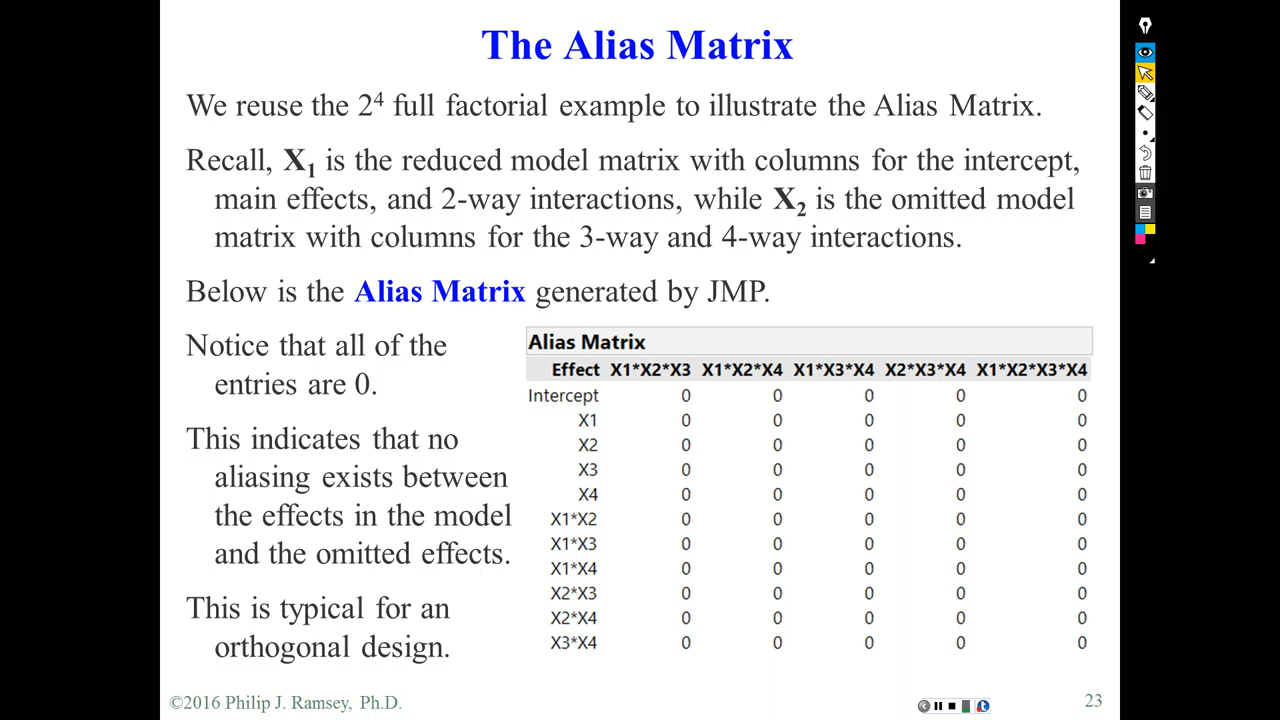 The Alias Matrix
We reuse the 2⁴ full factorial example to illustrate the Alias Matrix.
Recall, X₁ is the reduced model matrix with columns for the intercept,
main effects, and 2-way interactions, while X₂ is the omitted model
matrix with columns for the 3-way and 4-way interactions.
Below is the Alias Matrix generated by JMP.
Notice that all of the
entries are 0.
This indicates that no
aliasing exists between
the effects in the model
and the omitted effects.
This is typical for an
orthogonal design.
Alias Matrix
Effect X1*X2*X3 X1*X2*X4 X1*X3*X4 X2*X3*X4 X1*X2*X3*X4
Intercept 0 0 0 0 0
X1 0 0 0 0 0
X2 0 0 0 0 0
X3 0 0 0 0 0
X4 0 0 0 0 0
X1*X2 0 0 0 0 0
X1*X3 0 0 0 0 0
X1*X4 0 0 0 0 0
X2*X3 0 0 0 0 0
X2*X4 0 0 0 0 0
X3*X4 0 0 0 0 0
©2016 Philip J. Ramsey, Ph.D.
23